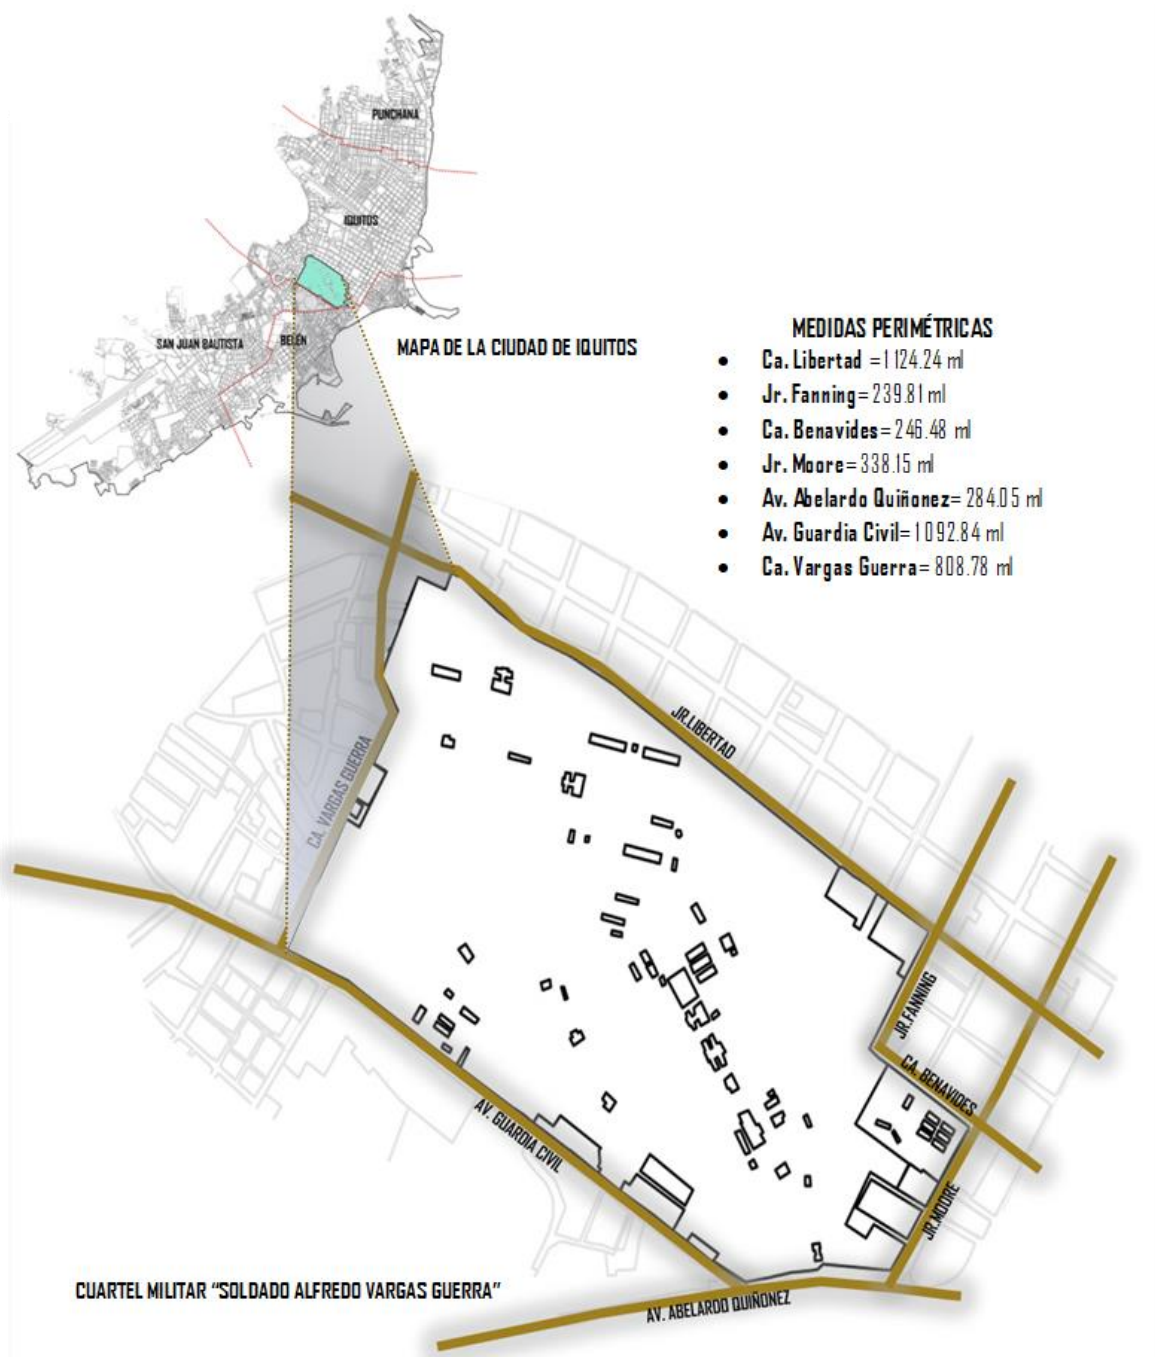 PUNCHANA
IQUITOS
SAN JUAN BAUTISTA
BELÉN
MAPA DE LA CIUDAD DE IQUITOS
MEDIDAS PERIMÉTRICAS
• Ca. Libertad =1124.24 ml
• Jr. Fanning= 239.81 ml
• Ca. Benavides= 246.48 ml
• Jr. Moore= 338.15 ml
• Av. Abelardo Quiñonez= 284.05 ml
• Av. Guardia Civil= 1092.84 ml
• Ca. Vargas Guerra= 808.78 ml
JR.LIBERTAD
CA. VARGAS GUERRA
JR.FANNING
CA. BENAVIDES
AV. GUARDIA CIVIL
JR.MOORE
CUARTEL MILITAR “SOLDADO ALFREDO VARGAS GUERRA”
AV. ABELARDO QUIÑONEZ